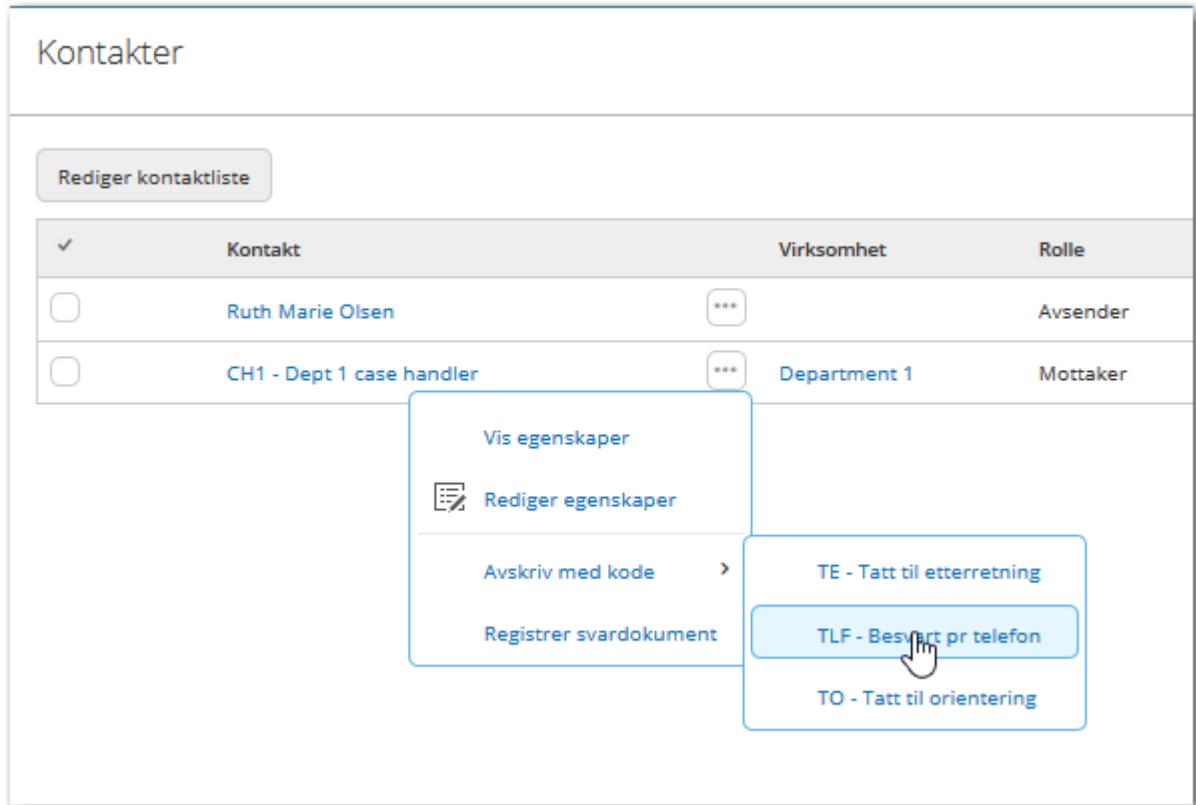 Kontakter
Rediger kontaktliste
Kontakt Virksomhet Rolle
Ruth Marie Olsen ••• Avsender
CH1 - Dept 1 case handler ••• Department 1 Mottaker
Vis egenskaper
Rediger egenskaper
Avskriv med kode >
TE - Tatt til etterretning
TLF - Besvart pr telefon
TO - Tatt til orientering
Registrer svardokument